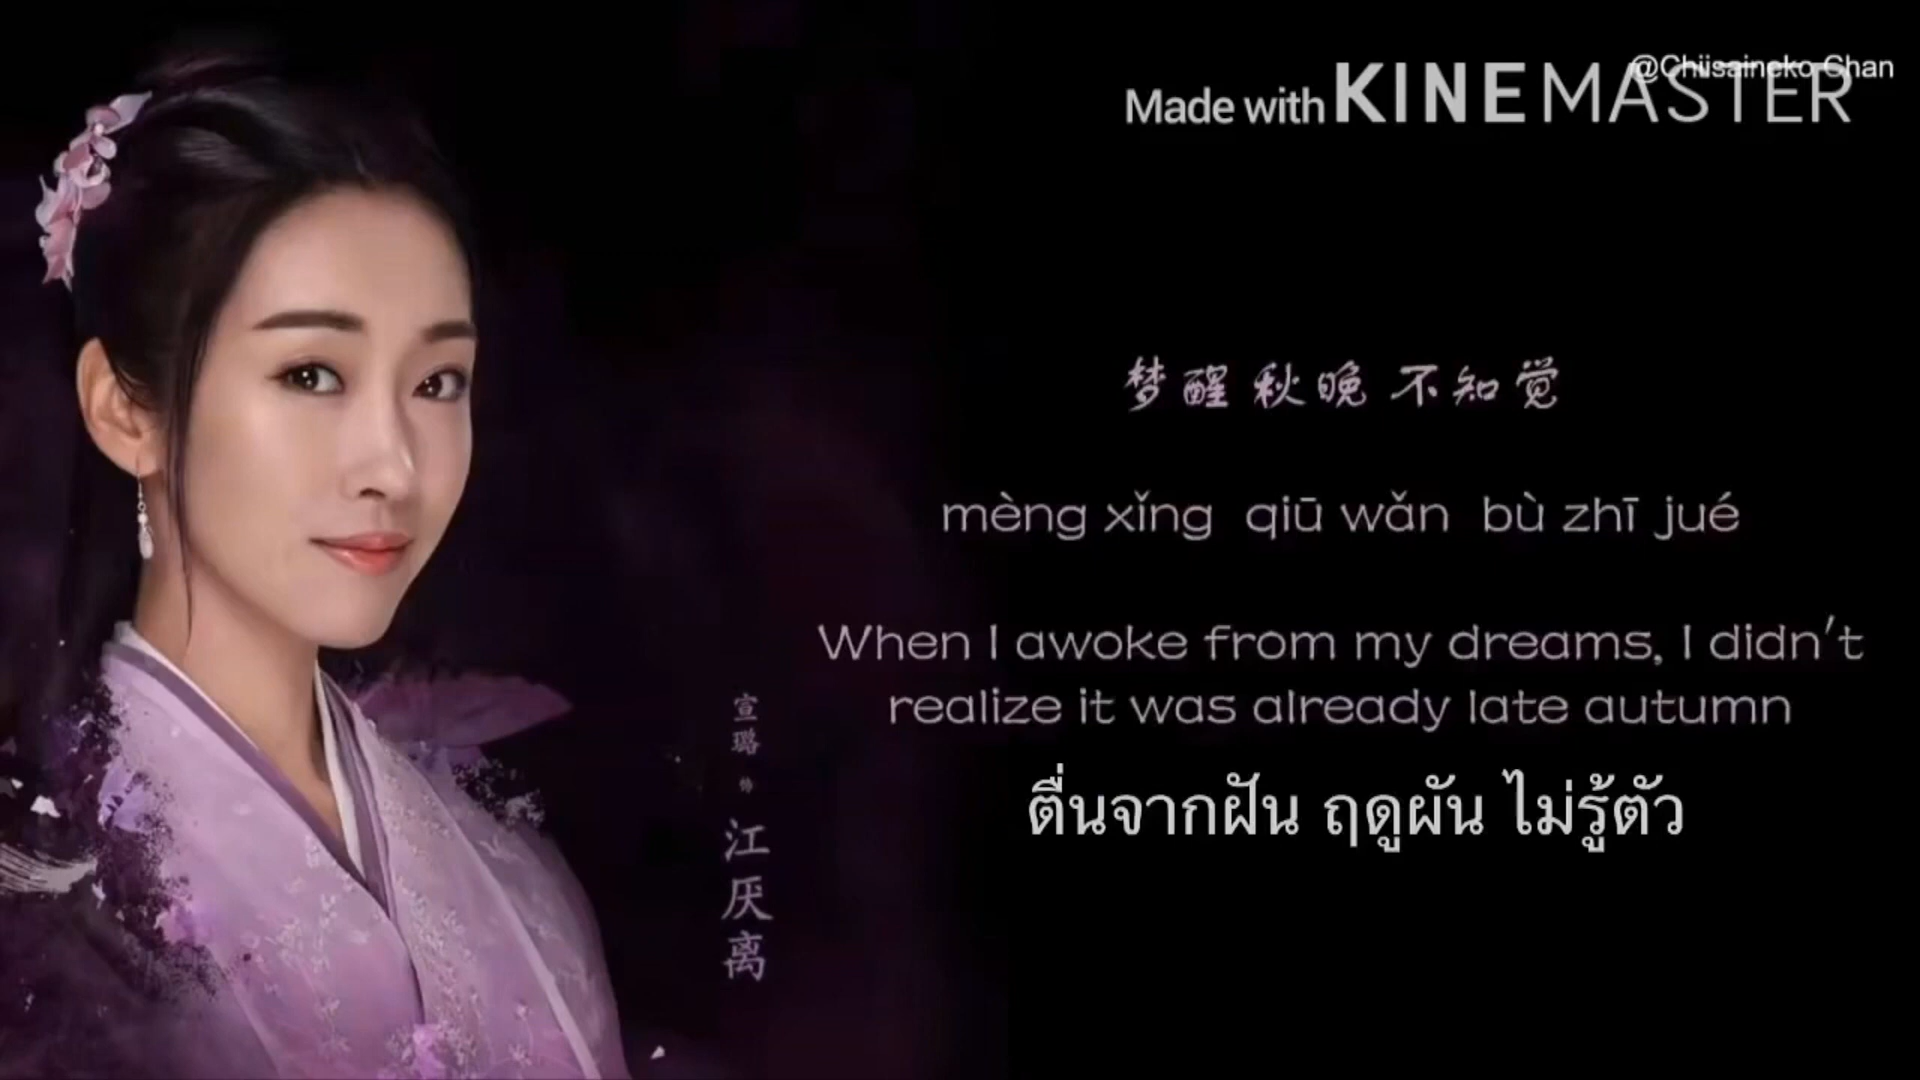 @Chiisaineko Chan
Made with KINEMASTER
梦醒 秋晚 不知觉
mèng xǐng qiū wǎn bù zhī jué
When I awoke from my dreams, I didn't
realize it was already late autumn
ตื่นจากฝัน ฤดูผัน ไม่รู้ตัว
宣璐 饰 江厌离